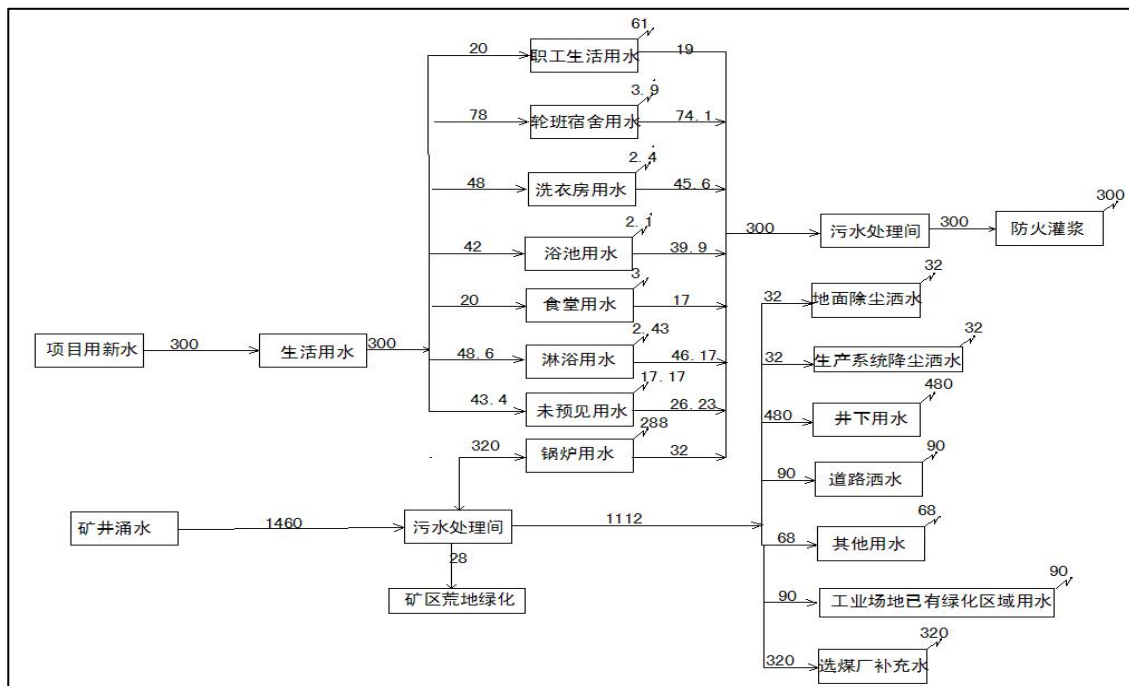 61
20
职工生活用水
19
3.9
78
轮班宿舍用水
74.1
2.4
48
洗衣房用水
45.6
2.1
42
浴池用水
39.9
3
20
食堂用水
17
2.43
48.6
淋浴用水
46.17
17.17
43.4
未预见用水
26.23
288
320
锅炉用水
32
项目用新水
300
生活用水
300
300
污水处理间
300
防火灌浆
300
矿井涌水
1460
污水处理间
1112
28
矿区荒地绿化
32
地面除尘洒水
32
32
生产系统降尘洒水
32
480
井下用水
480
90
道路洒水
90
68
其他用水
68
90
工业场地已有绿化区域用水
90
320
选煤厂补充水
320